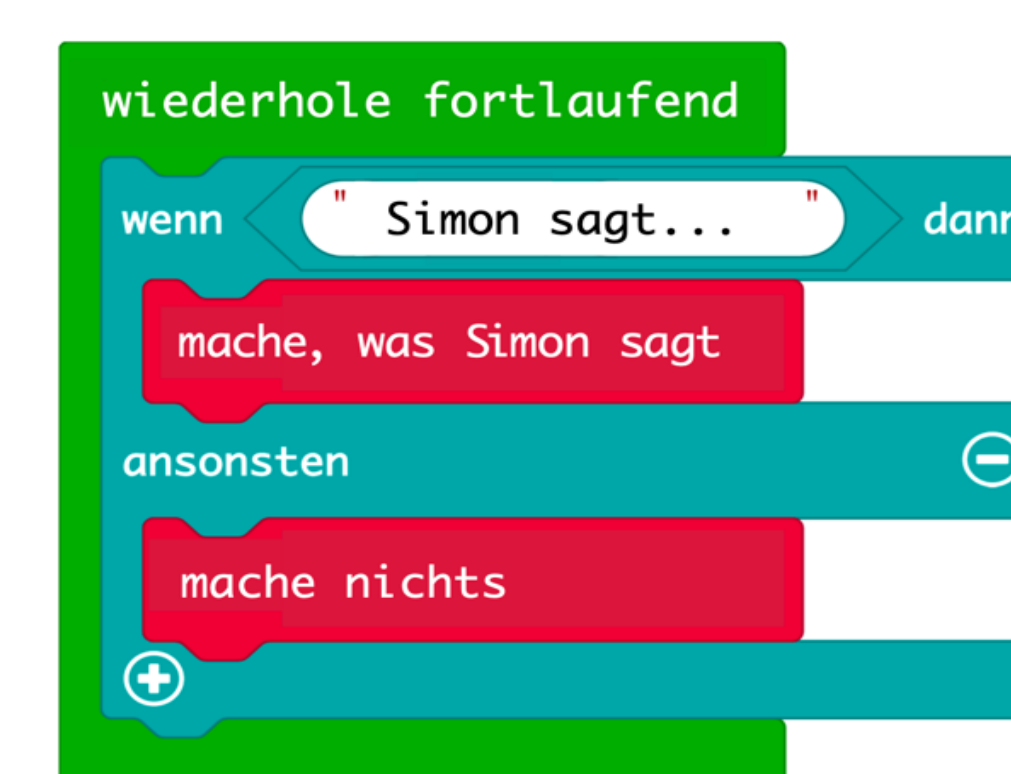 wiederhole fortlaufend
wenn " Simon sagt... " dann
mache, was Simon sagt
ansonsten
mache nichts